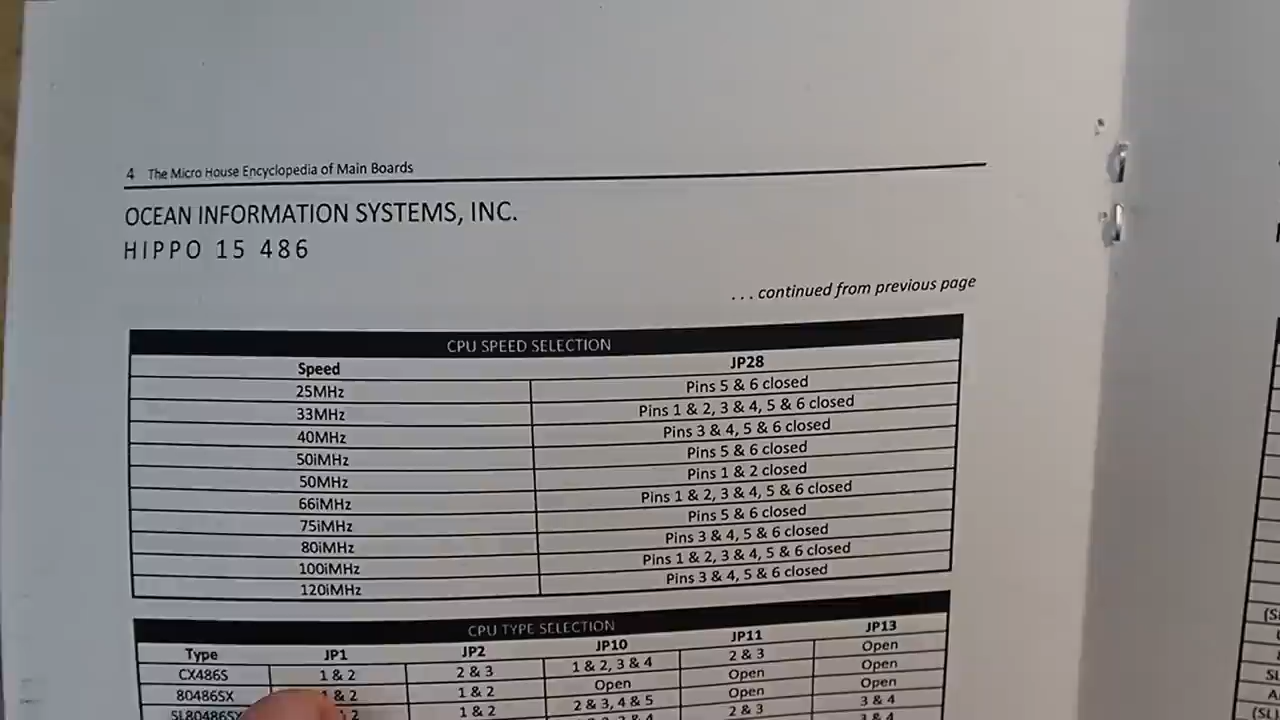 4 The Micro House Encyclopedia of Main Boards
OCEAN INFORMATION SYSTEMS, INC.
HIPPO 15 486
... continued from previous page
CPU SPEED SELECTION
Speed JP28
25MHz Pins 5 & 6 closed
33MHz Pins 1 & 2, 3 & 4, 5 & 6 closed
40MHz Pins 3 & 4, 5 & 6 closed
50iMHz Pins 5 & 6 closed
50MHz Pins 1 & 2 closed
66iMHz Pins 1 & 2, 3 & 4, 5 & 6 closed
75iMHz Pins 5 & 6 closed
80iMHz Pins 3 & 4, 5 & 6 closed
100iMHz Pins 1 & 2, 3 & 4, 5 & 6 closed
120iMHz Pins 3 & 4, 5 & 6 closed
CPU TYPE SELECTION
Type JP1 JP2 JP10 JP11 JP13
CX486S 1 & 2 2 & 3 1 & 2, 3 & 4 2 & 3 Open
80486SX 1 & 2 1 & 2 Open Open Open
SL80486SX 2 1 & 2 2 & 3, 4 & 5 Open Open
2 & 3 3 & 4